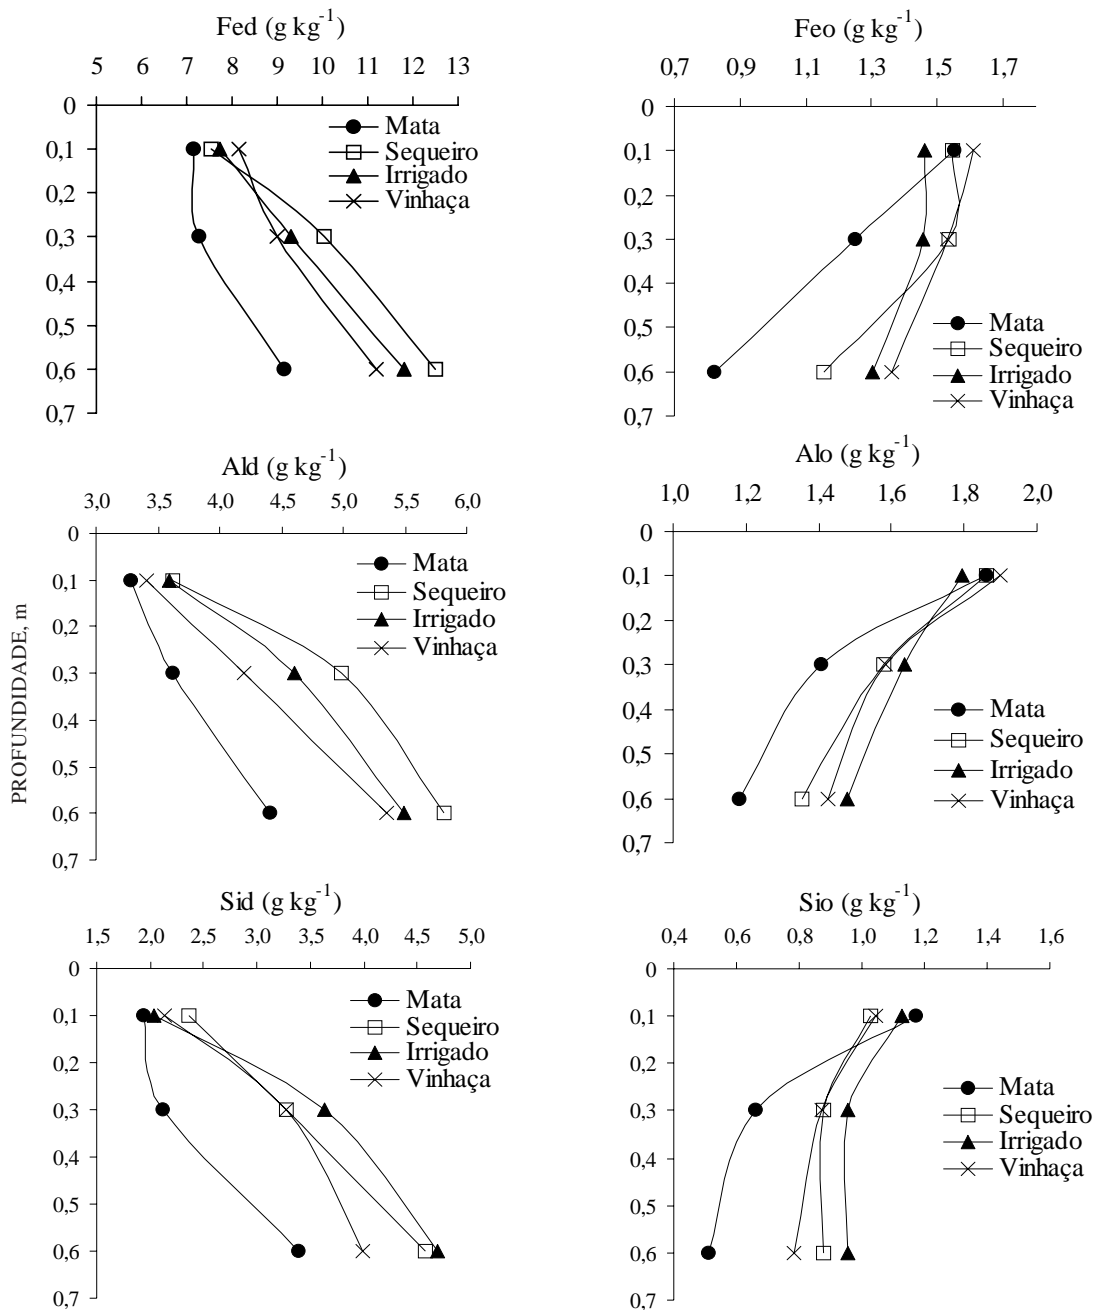 Fed (g kg-1)
5 6 7 8 9 10 11 12 13
0
0,1
0,2
0,3
0,4
0,5
0,6
0,7
Mata
Sequeiro
Irrigado
Vinhaça
Feo (g kg-1)
0,7 0,9 1,1 1,3 1,5 1,7
0
0,1
0,2
0,3
0,4
0,5
0,6
0,7
Mata
Sequeiro
Irrigado
Vinhaça
PROFUNDIDADE, m
Ald (g kg-1)
3,0 3,5 4,0 4,5 5,0 5,5 6,0
0
0,1
0,2
0,3
0,4
0,5
0,6
0,7
Mata
Sequeiro
Irrigado
Vinhaça
Alo (g kg-1)
1,0 1,2 1,4 1,6 1,8 2,0
0
0,1
0,2
0,3
0,4
0,5
0,6
0,7
Mata
Sequeiro
Irrigado
Vinhaça
Sid (g kg-1)
1,5 2,0 2,5 3,0 3,5 4,0 4,5 5,0
0
0,1
0,2
0,3
0,4
0,5
0,6
0,7
Mata
Sequeiro
Irrigado
Vinhaça
Sio (g kg-1)
0,4 0,6 0,8 1,0 1,2 1,4 1,6
0
0,1
0,2
0,3
0,4
0,5
0,6
0,7
Mata
Sequeiro
Irrigado
Vinhaça